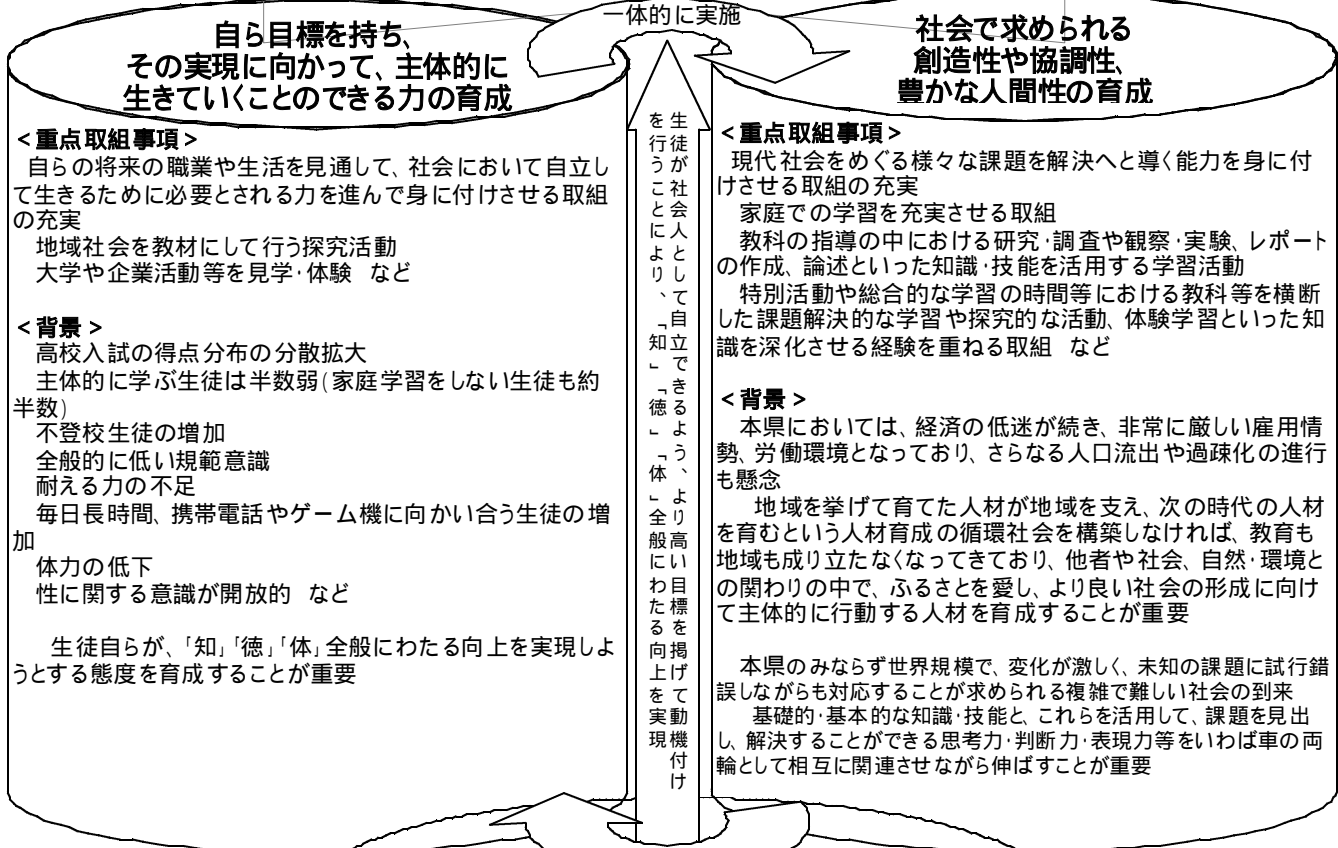 一体的に実施
自ら目標を持ち、
その実現に向かって、主体的に
生きていくことのできる力の育成
<重点取組事項>
自らの将来の職業や生活を見通して、社会において自立し
て生きるために必要とされる力を進んで身に付けさせる取組
の充実
地域社会を教材にして行う探究活動
大学や企業活動等を見学・体験 など
<背景>
高校入試の得点分布の分散拡大
主体的に学ぶ生徒は半数弱(家庭学習をしない生徒も約
半数)
不登校生徒の増加
全般的に低い規範意識
耐える力の不足
毎日長時間、携帯電話やゲーム機に向かい合う生徒の増
加
体力の低下
性に関する意識が開放的 など
生徒自らが、「知」「徳」「体」全般にわたる向上を実現しよ
うとする態度を育成することが重要
生徒が社会人として自立できるよう、より高い目標を掲げて動機付け
を行うことにより、「知」「徳」「体」全般にわたる向上を実現
社会で求められる
創造性や協調性、
豊かな人間性の育成
<重点取組事項>
現代社会をめぐる様々な課題を解決へと導く能力を身に付
けさせる取組の充実
家庭での学習を充実させる取組
教科の指導の中における研究・調査や観察・実験、レポート
の作成、論述といった知識・技能を活用する学習活動
特別活動や総合的な学習の時間等における教科等を横断
した課題解決的な学習や探究的な活動、体験学習といった知
識を深化させる経験を重ねる取組 など
<背景>
本県においては、経済の低迷が続き、非常に厳しい雇用情
勢、労働環境となっており、さらなる人口流出や過疎化の進行
も懸念
地域を挙げて育てた人材が地域を支え、次の時代の人材
を育むという人材育成の循環社会を構築しなければ、教育も
地域も成り立たなくなってきており、他者や社会、自然・環境と
の関わりの中で、ふるさとを愛し、より良い社会の形成に向け
て主体的に行動する人材を育成することが重要
本県のみならず世界規模で、変化が激しく、未知の課題に試行錯
誤しながらも対応することが求められる複雑で難しい社会の到来
基礎的・基本的な知識・技能と、これらを活用して、課題を見出
し、解決することができる思考力・判断力・表現力等をいわば車の両
輪として相互に関連させながら伸ばすことが重要